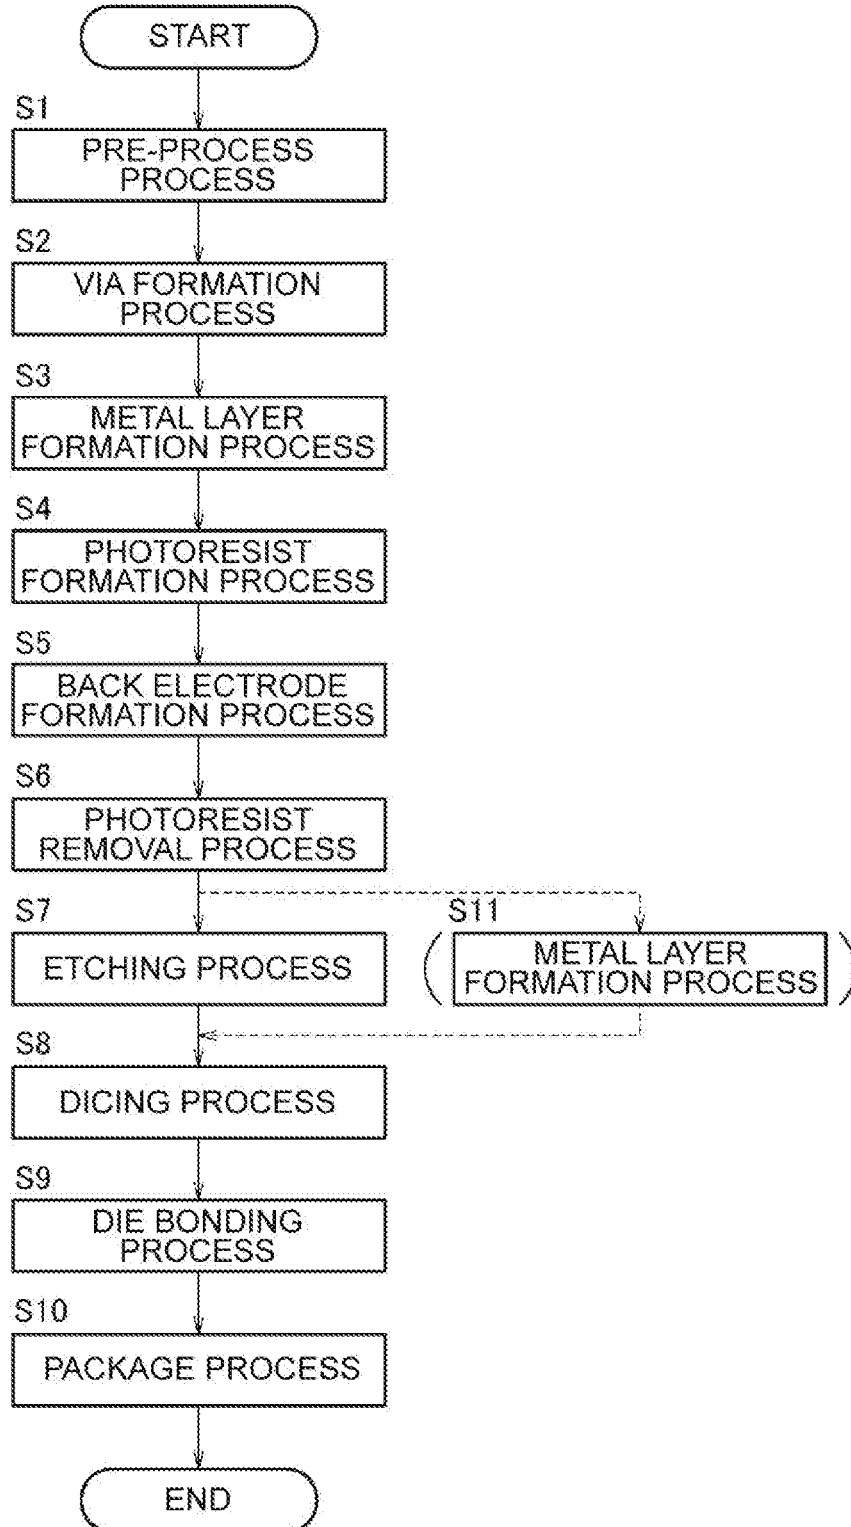 START
S1
PRE-PROCESS
PROCESS
S2
VIA FORMATION
PROCESS
S3
METAL LAYER
FORMATION PROCESS
S4
PHOTORESIST
FORMATION PROCESS
S5
BACK ELECTRODE
FORMATION PROCESS
S6
PHOTORESIST
REMOVAL PROCESS
S7
ETCHING PROCESS
S11
( METAL LAYER
FORMATION PROCESS )
S8
DICING PROCESS
S9
DIE BONDING
PROCESS
S10
PACKAGE PROCESS
END